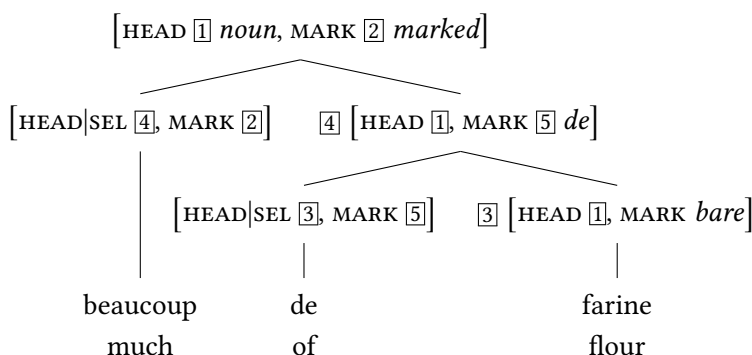 [HEAD 1 noun, MARK 2 marked]
[HEAD|SEL 4, MARK 2] 4 [HEAD 1, MARK 5 de]
[HEAD|SEL 3, MARK 5] 3 [HEAD 1, MARK bare]
beaucoup de farine
much of flour